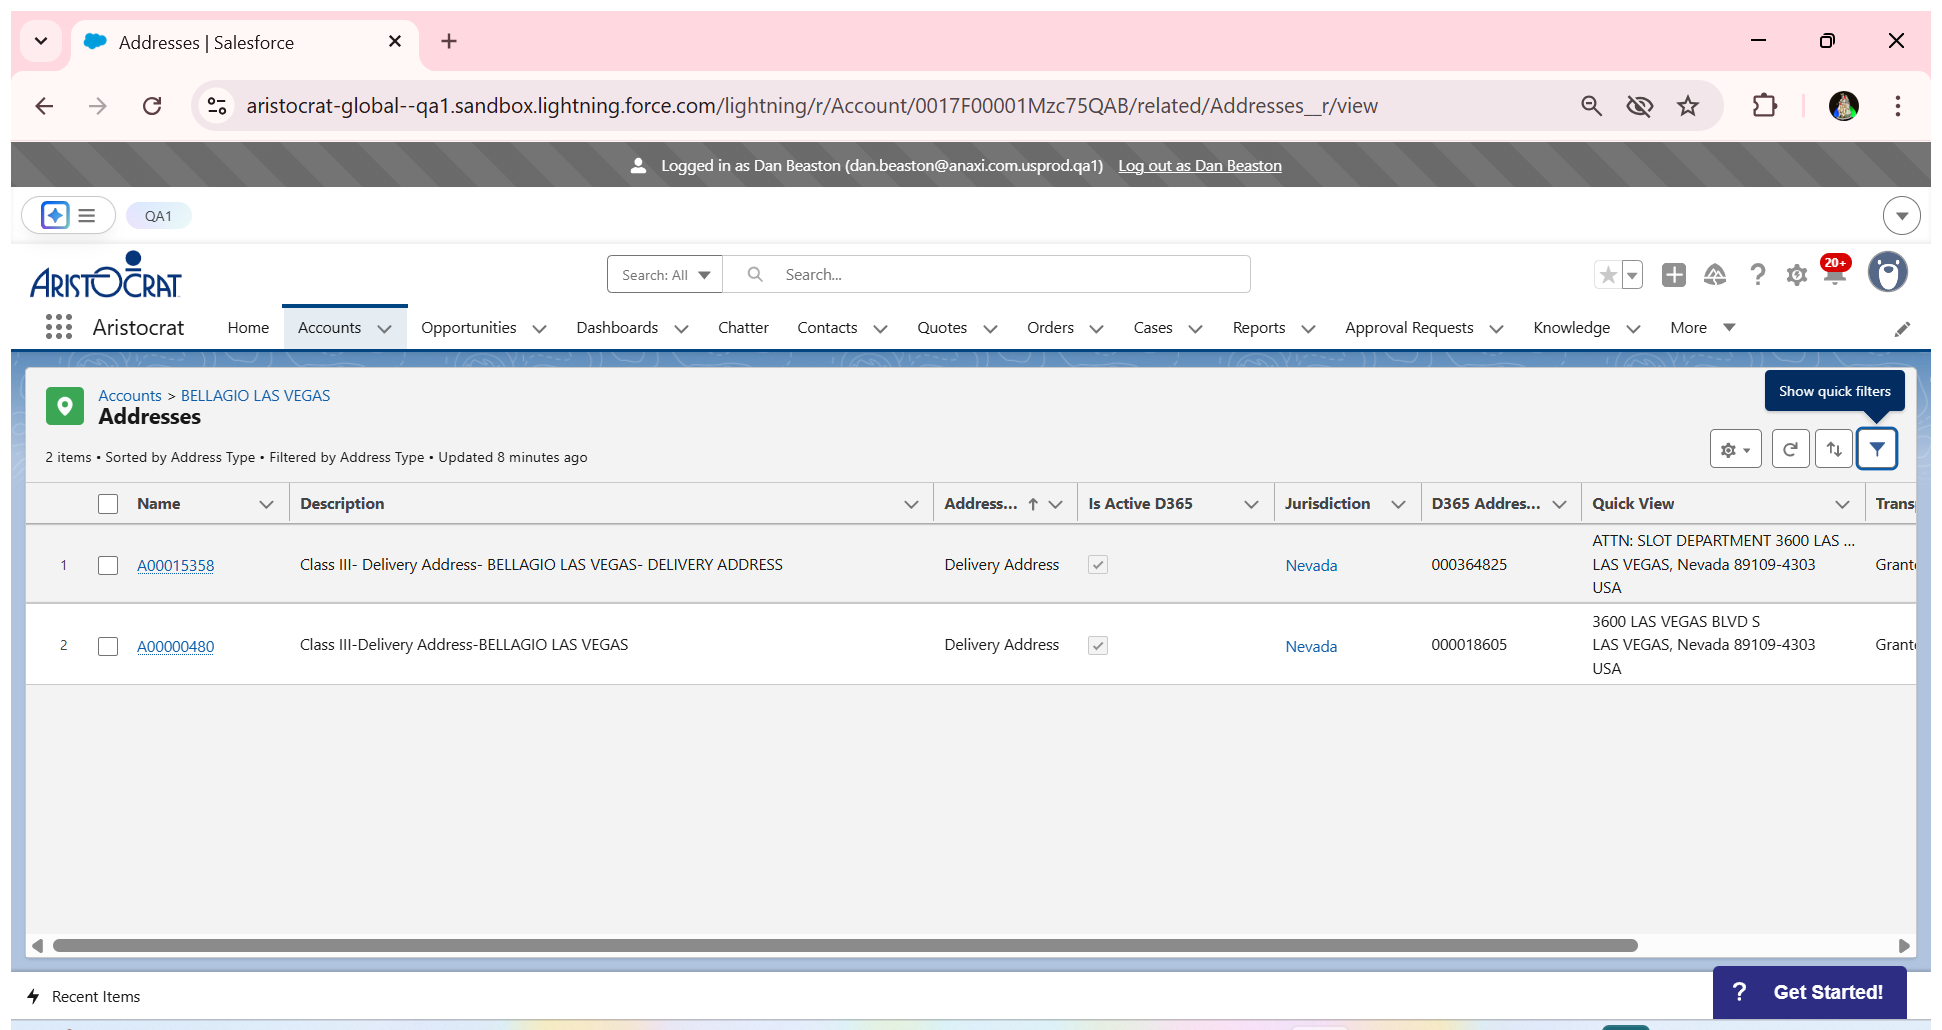 Addresses | Salesforce
aristocrat-global--qa1.sandbox.lightning.force.com/lightning/r/Account/0017F00001Mzc75QAB/related/Addresses__r/view
Logged in as Dan Beaston (dan.beaston@anaxi.com.usprod.qa1) Log out as Dan Beaston
QA1
ARISTOCRAT
Search: All Search...
20+
Aristocrat Home Accounts Opportunities Dashboards Chatter Contacts Quotes Orders Cases Reports Approval Requests Knowledge More
Accounts > BELLAGIO LAS VEGAS
Show quick filters
Addresses
2 items • Sorted by Address Type • Filtered by Address Type • Updated 8 minutes ago
Name Description Address... Is Active D365 Jurisdiction D365 Addres... Quick View Trans
1 A00015358 Class III- Delivery Address- BELLAGIO LAS VEGAS- DELIVERY ADDRESS Delivery Address Nevada 000364825 ATTN: SLOT DEPARTMENT 3600 LAS ...
LAS VEGAS, Nevada 89109-4303 Grant
USA
2 A00000480 Class III-Delivery Address-BELLAGIO LAS VEGAS Delivery Address Nevada 000018605 3600 LAS VEGAS BLVD S
LAS VEGAS, Nevada 89109-4303 Grant
USA
Recent Items
? Get Started!